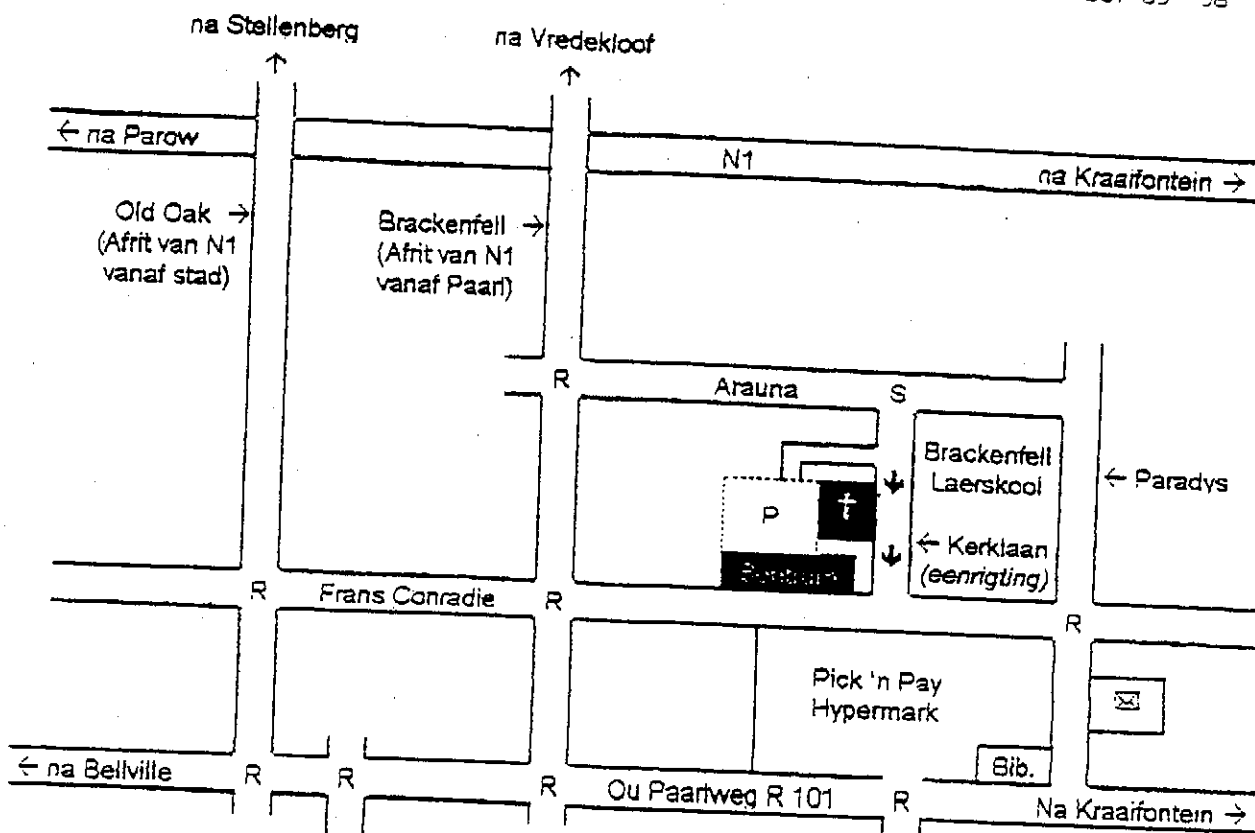 na Stellenberg
na Vredekloof
← na Parow
N1
na Kraaifontein →
Old Oak →
(Afrit van N1
vanaf stad)
Brackenfell →
(Afrit van N1
vanaf Paarl)
R
Arauna
S
Brackenfell
Laerskool
← Paradys
P
← Kerklaan
(eenrigting)
R
Frans Conradie
R
R
Pick 'n Pay
Hypermark
Bib.
← na Bellville
R
R
R
Ou Paarlweg R 101
R
Na Kraaifontein →